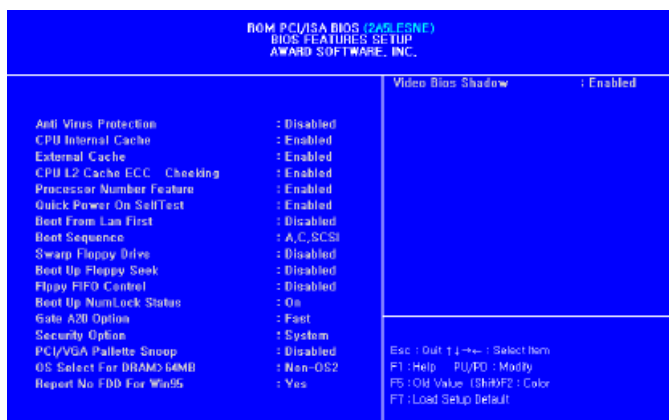 ROM PCI/ISA BIOS (2A5LESNE)
BIOS FEATURES SETUP
AWARD SOFTWARE. INC.
Video Bios Shadow : Enabled
Anti Virus Protection : Disabled
CPU Internal Cache : Enabled
External Cache : Enabled
CPU L2 Cache ECC Cheeking : Enabled
Processor Number Feature : Enabled
Quick Power On SelfTest : Enabled
Boot From Lan First : Disabled
Boot Sequence : A,C,SCSI
Swarp Floppy Drive : Disabled
Boot Up Floppy Seek : Disabled
Flppy FIFO Control : Disabled
Boot Up NumLock Status : On
Gate A20 Option : Fast
Security Option : System
PCI/VGA Pallette Snoop : Disabled
OS Select For DRAM>64MB : Non-OS2
Report No FDD For Win95 : Yes
Esc : Quit ↑↓→← : Select Item
F1 : Help PU/PD : Modify
F5 : Old Value (Shift)F2 : Color
F7 : Load Setup Default